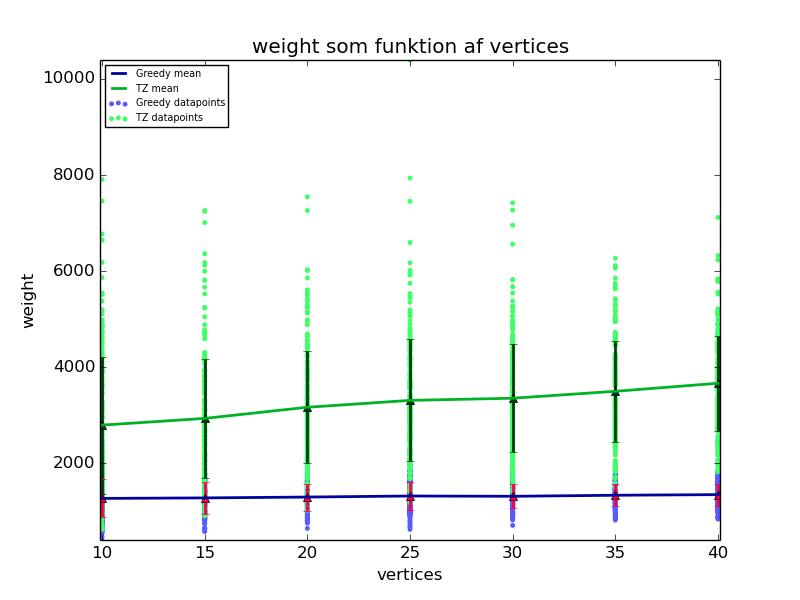 weight som funktion af vertices
10000
8000
6000
4000
2000
weight
Greedy mean
TZ mean
Greedy datapoints
TZ datapoints
10 15 20 25 30 35 40
vertices